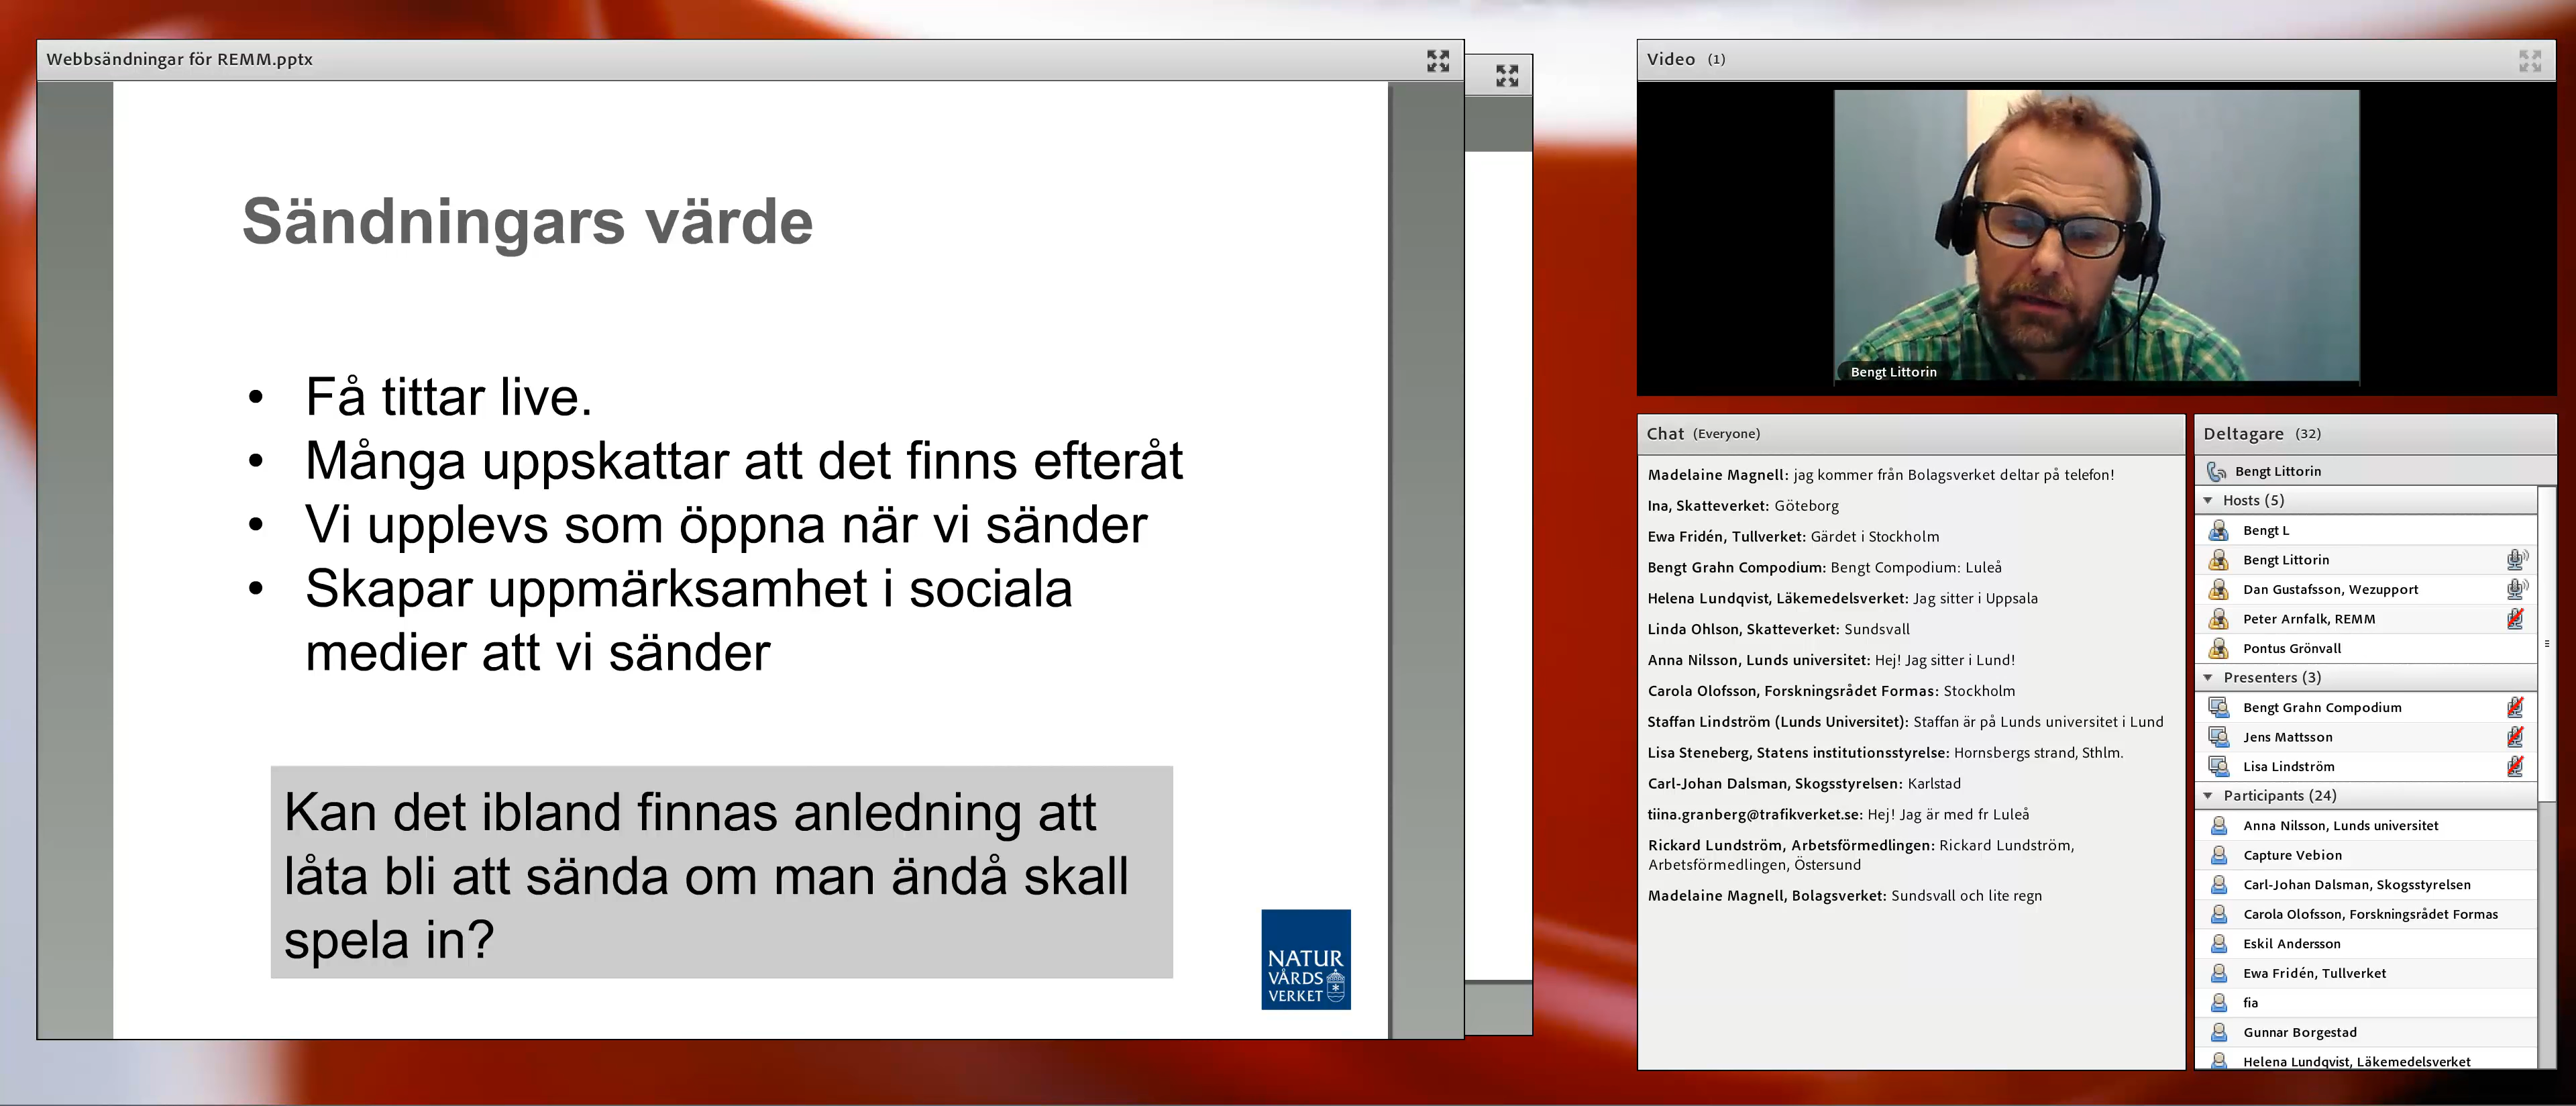 Webbsändningar för REMM.pptx
Sändningars värde
• Få tittar live.
• Många uppskattar att det finns efteråt
• Vi upplevs som öppna när vi sänder
• Skapar uppmärksamhet i sociala
medier att vi sänder
Kan det ibland finnas anledning att
låta bli att sända om man ändå skall
spela in?
NATUR
VÅRDS
VERKET
Video (1)
Bengt Littorin
Chat (Everyone)
Madelaine Magnell: jag kommer från Bolagsverket deltar på telefon!
Ina, Skatteverket: Göteborg
Ewa Fridén, Tullverket: Gärdet i Stockholm
Bengt Grahn Compodium: Bengt Compodium: Luleå
Helena Lundqvist, Läkemedelsverket: Jag sitter i Uppsala
Linda Ohlson, Skatteverket: Sundsvall
Anna Nilsson, Lunds universitet: Hej! Jag sitter i Lund!
Carola Olofsson, Forskningsrådet Formas: Stockholm
Staffan Lindström (Lunds Universitet): Staffan är på Lunds universitet i Lund
Lisa Steneberg, Statens institutionsstyrelse: Hornsbergs strand, Sthlm.
Carl-Johan Dalsman, Skogsstyrelsen: Karlstad
tiina.granberg@trafikverket.se: Hej! Jag är med fr Luleå
Rickard Lundström, Arbetsförmedlingen: Rickard Lundström,
Arbetsförmedlingen, Östersund
Madelaine Magnell, Bolagsverket: Sundsvall och lite regn
Deltagare (32)
Bengt Littorin
Hosts (5)
Bengt L
Bengt Littorin
Dan Gustafsson, Wezupport
Peter Arnfalk, REMM
Pontus Grönvall
Presenters (3)
Bengt Grahn Compodium
Jens Mattsson
Lisa Lindström
Participants (24)
Anna Nilsson, Lunds universitet
Capture Vebion
Carl-Johan Dalsman, Skogsstyrelsen
Carola Olofsson, Forskningsrådet Formas
Eskil Andersson
Ewa Fridén, Tullverket
fia
Gunnar Borgestad
Helena Lundqvist, Läkemedelsverket